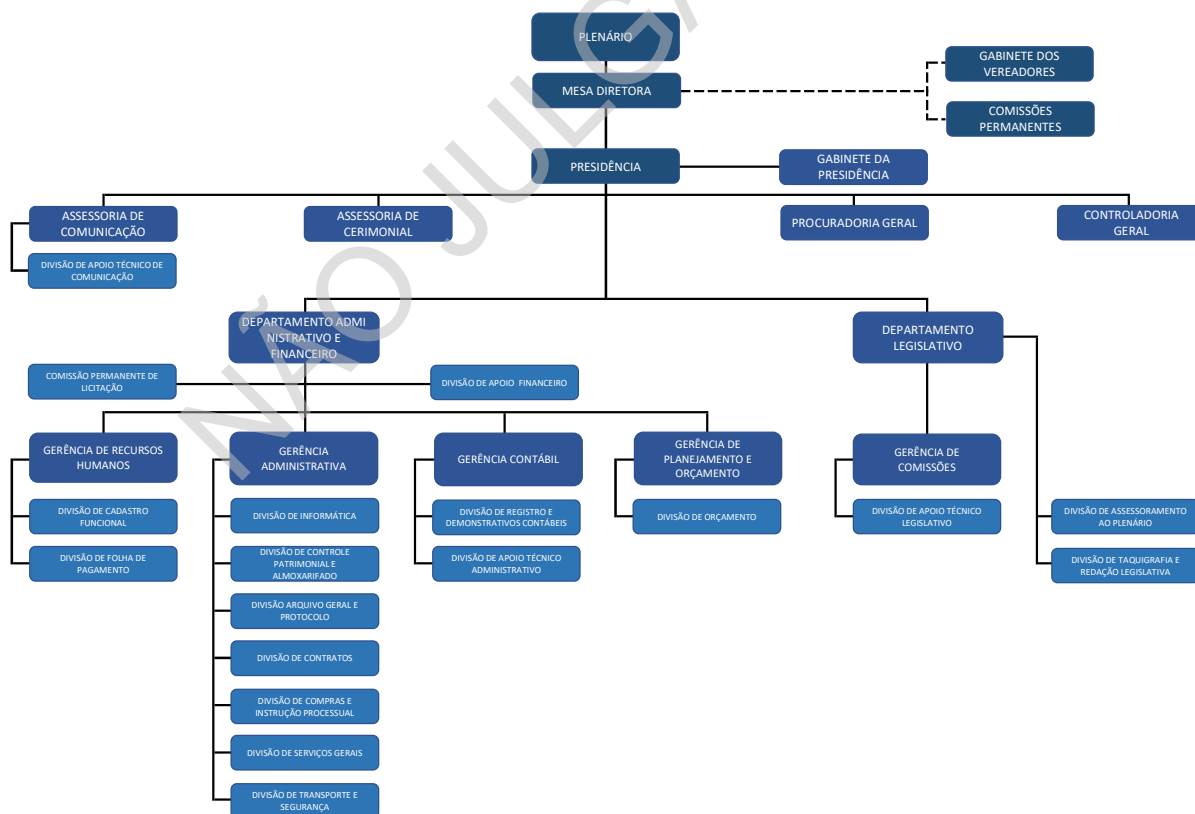 PLENÁRIO
MESA DIRETORA
GABINETE DOS
VEREADORES
COMISSÕES
PERMANENTES
PRESIDÊNCIA
GABINETE DA
PRESIDÊNCIA
ASSESSORIA DE
COMUNICAÇÃO
ASSESSORIA DE
CERIMONIAL
PROCURADORIA GERAL
CONTROLADORIA
GERAL
DIVISÃO DE APOIO TÉCNICO DE
COMUNICAÇÃO
DEPARTAMENTO ADMI
NISTRATIVO E
FINANCEIRO
DEPARTAMENTO
LEGISLATIVO
COMISSÃO PERMANENTE DE
LICITAÇÃO
DIVISÃO DE APOIO FINANCEIRO
GERÊNCIA DE RECURSOS
HUMANOS
GERÊNCIA
ADMINISTRATIVA
GERÊNCIA CONTÁBIL
GERÊNCIA DE
PLANEJAMENTO E
ORÇAMENTO
GERÊNCIA DE
COMISSÕES
DIVISÃO DE CADASTRO
FUNCIONAL
DIVISÃO DE INFORMÁTICA
DIVISÃO DE REGISTRO E
DEMONSTRATIVOS CONTÁBEIS
DIVISÃO DE ORÇAMENTO
DIVISÃO DE APOIO TÉCNICO
LEGISLATIVO
DIVISÃO DE ASSESSORAMENTO
AO PLENÁRIO
DIVISÃO DE FOLHA DE
PAGAMENTO
DIVISÃO DE CONTROLE
PATRIMONIAL E
ALMOXARIFADO
DIVISÃO DE APOIO TÉCNICO
ADMINISTRATIVO
DIVISÃO DE TAQUIGRAFIA E
REDAÇÃO LEGISLATIVA
DIVISÃO ARQUIVO GERAL E
PROTOCOLO
DIVISÃO DE CONTRATOS
DIVISÃO DE COMPRAS E
INSTRUÇÃO PROCESSUAL
DIVISÃO DE SERVIÇOS GERAIS
DIVISÃO DE TRANSPORTE E
SEGURANÇA
NÃO JULGA